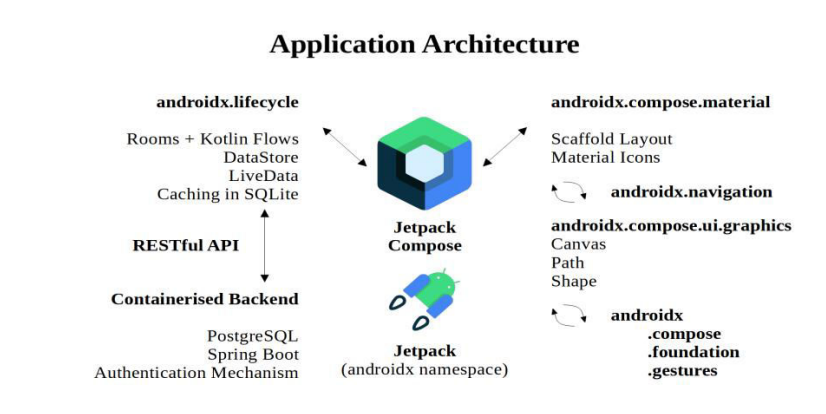 Application Architecture
androidx.lifecycle
Rooms + Kotlin Flows
DataStore
LiveData
Caching in SQLite
RESTful API
Containerised Backend
PostgreSQL
Spring Boot
Authentication Mechanism
Jetpack
Compose
Jetpack
(androidx namespace)
androidx.compose.material
Scaffold Layout
Material Icons
androidx.navigation
androidx.compose.ui.graphics
Canvas
Path
Shape
androidx
.compose
.foundation
.gestures